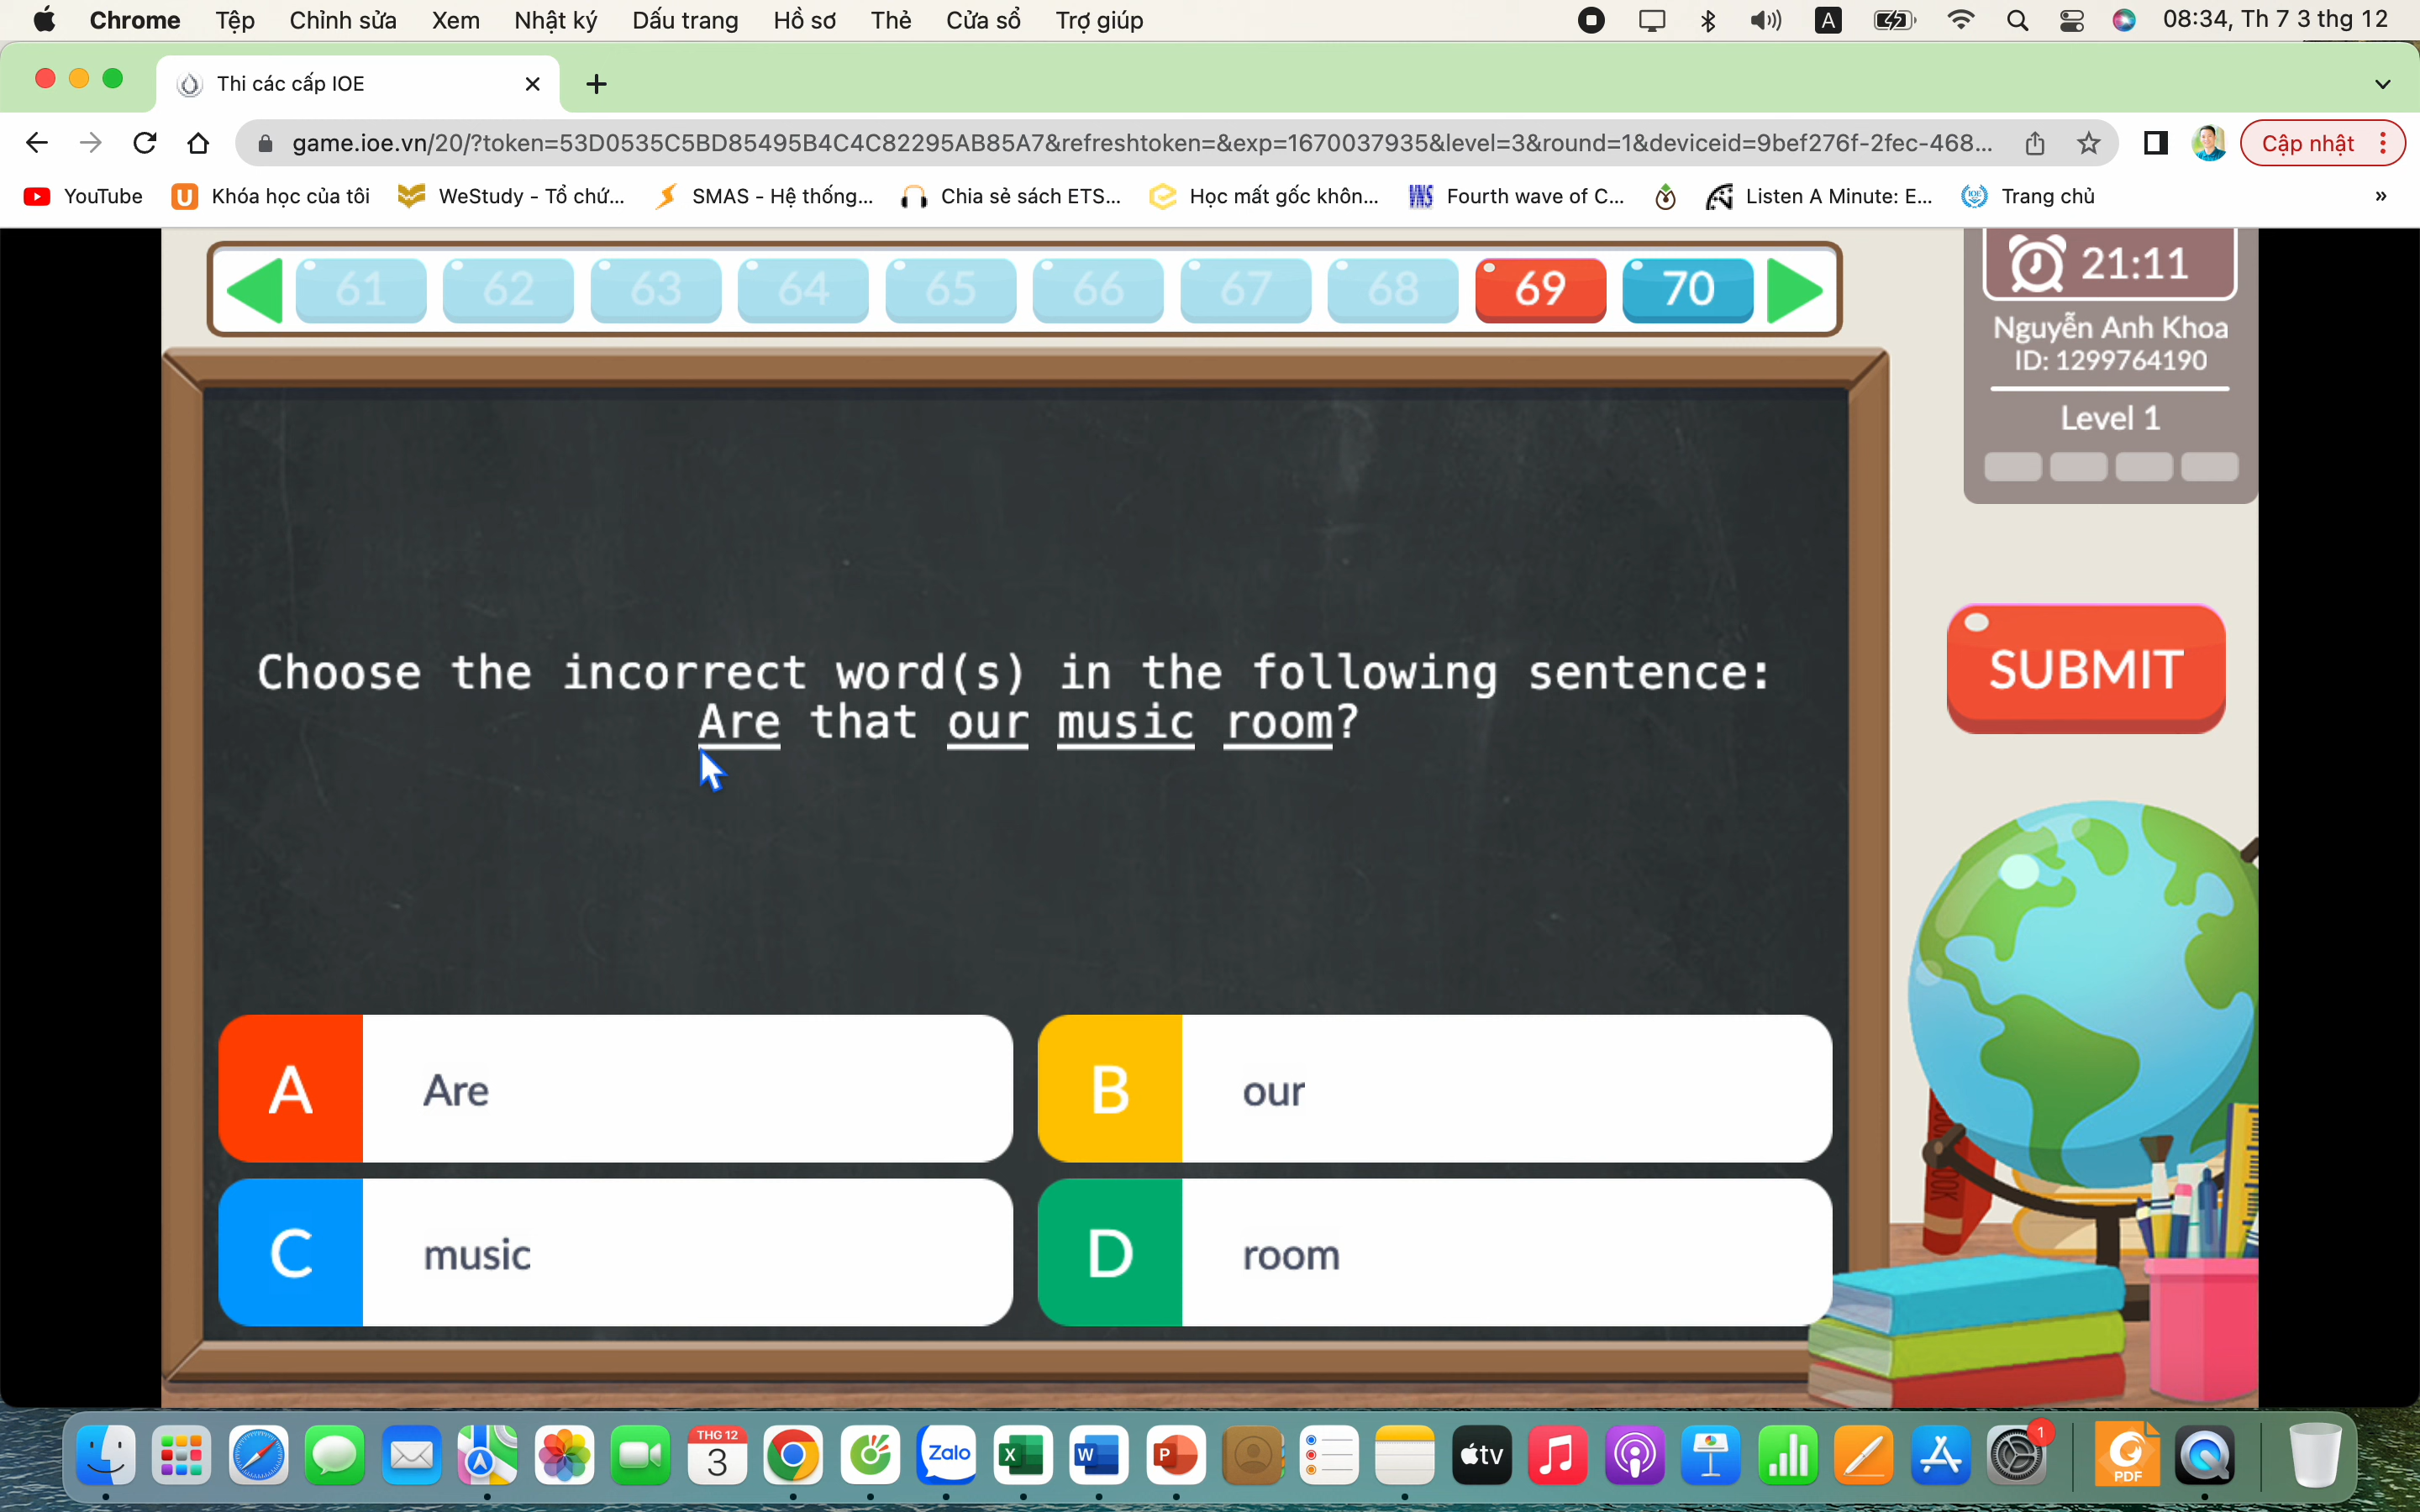 Chrome Tệp Chỉnh sửa Xem Nhật ký Dấu trang Hồ sơ Thẻ Cửa sổ Trợ giúp A 08:34, Th 7 3 thg 12
Thi các cấp IOE
game.ioe.vn/20/?token=53D0535C5BD85495B4C4C82295AB85A7&refreshtoken=&exp=1670037935&level=3&round=1&deviceid=9bef276f-2fec-468... Cập nhật
YouTube Khóa học của tôi WeStudy - Tổ chứ... SMAS - Hệ thống... Chia sẻ sách ETS... Học mất gốc khôn... Fourth wave of C... Listen A Minute: E... Trang chủ »
61 62 63 64 65 66 67 68 69 70
21:11
Nguyễn Anh Khoa
ID: 1299764190
Level 1
SUBMIT
Choose the incorrect word(s) in the following sentence:
Are that our music room?
A Are
B our
C music
D room
BOOK
THG 12
3
Zalo
X
W
P
tv
1
PDF